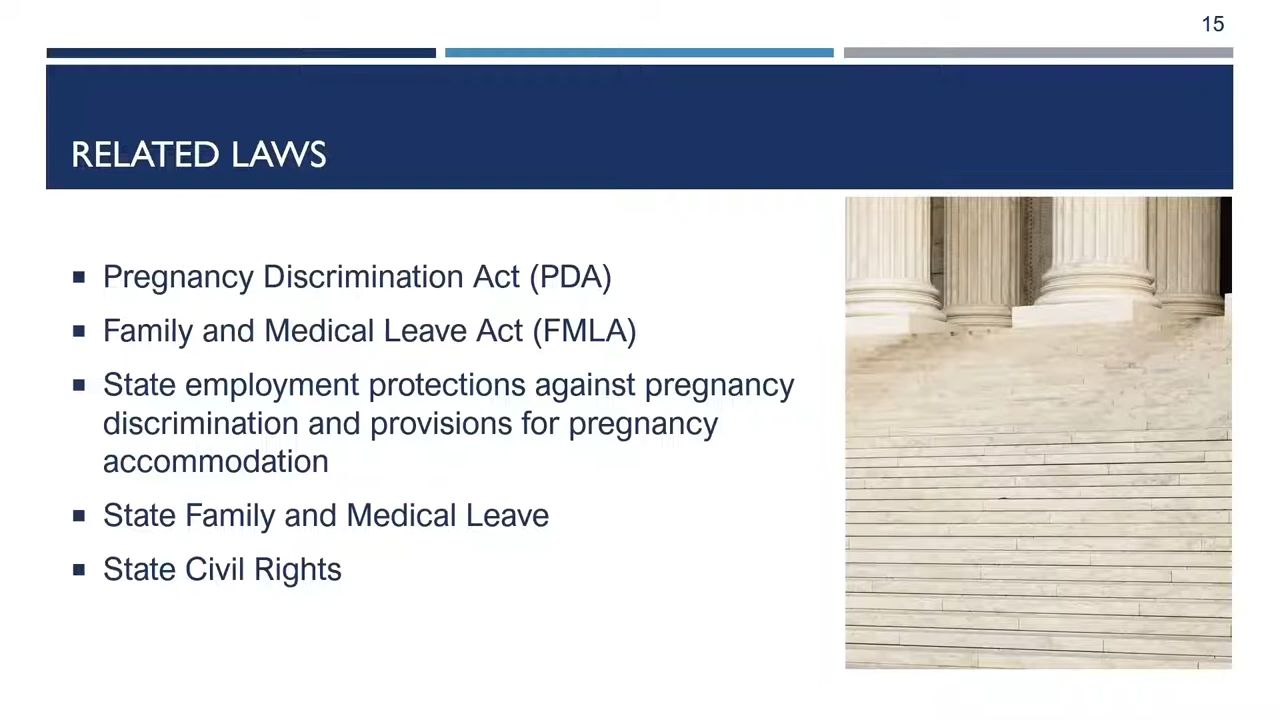 15
RELATED LAWS
▪ Pregnancy Discrimination Act (PDA)
▪ Family and Medical Leave Act (FMLA)
▪ State employment protections against pregnancy
discrimination and provisions for pregnancy
accommodation
▪ State Family and Medical Leave
▪ State Civil Rights